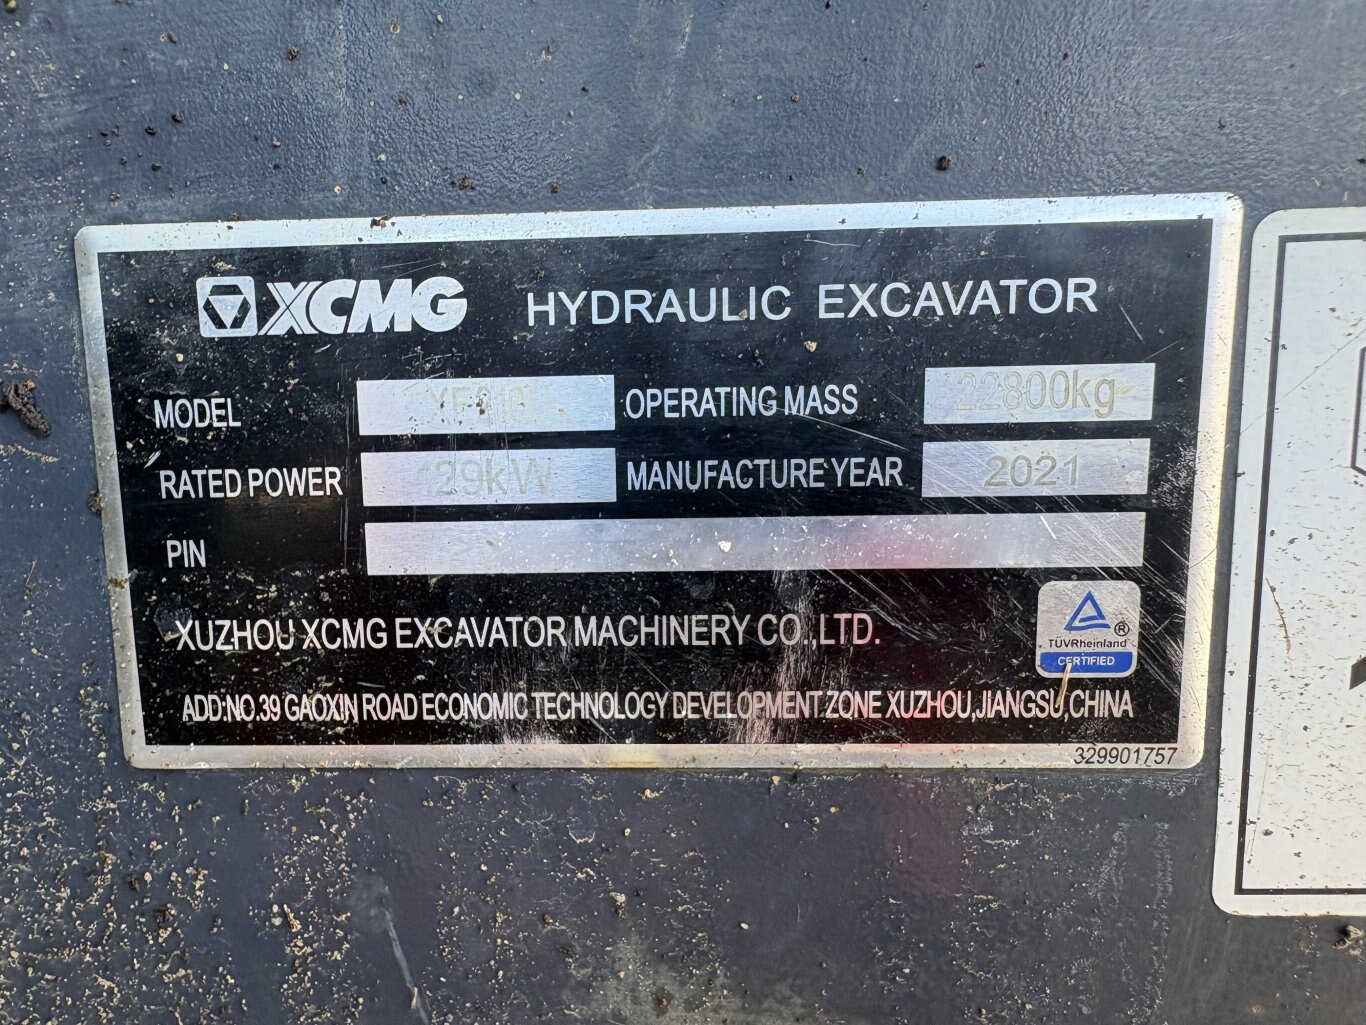 XCMG HYDRAULIC EXCAVATOR
MODEL OPERATING MASS 22800kg
RATED POWER 129kW MANUFACTURE YEAR 2021
PIN
XUZHOU XCMG EXCAVATOR MACHINERY CO.,LTD.
TÜVRheinland ®
CERTIFIED
ADD:NO.39 GAOXIN ROAD ECONOMIC TECHNOLOGY DEVELOPMENT ZONE XUZHOU,JIANGSU,CHINA
329901757